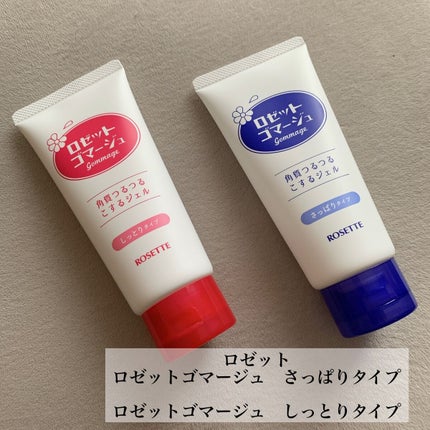 ロゼット
ゴマージュ
Gommage
角質つるつる
こするジェル
しっとりタイプ
ROSETTE
ロゼット
ゴマージュ
Gommage
角質つるつる
こするジェル
さっぱりタイプ
ROSETTE
ロゼット
ロゼットゴマージュ　さっぱりタイプ
ロゼットゴマージュ　しっとりタイプ